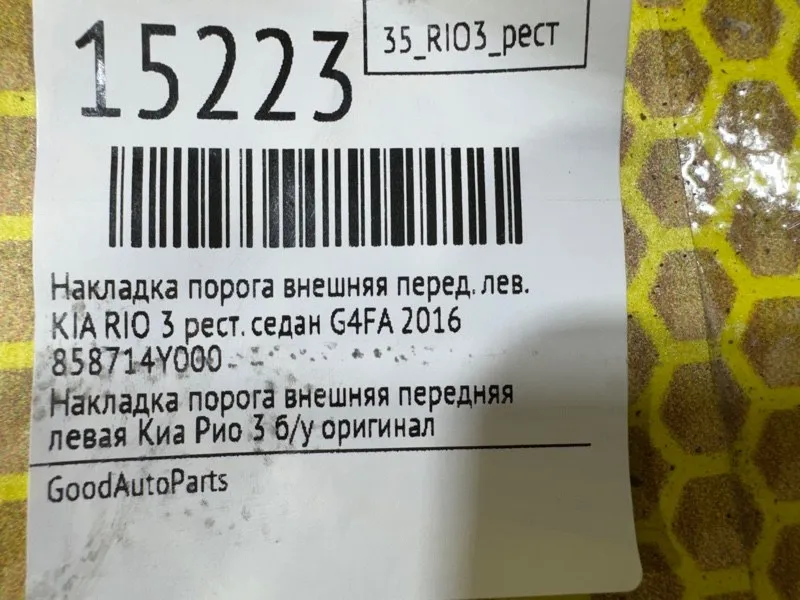 15223
35_RIO3_рест
Накладка порога внешняя перед. лев.
KIA RIO 3 рест. седан G4FA 2016
858714Y000
Накладка порога внешняя передняя
левая Киа Рио 3 б/у оригинал
GoodAutoParts